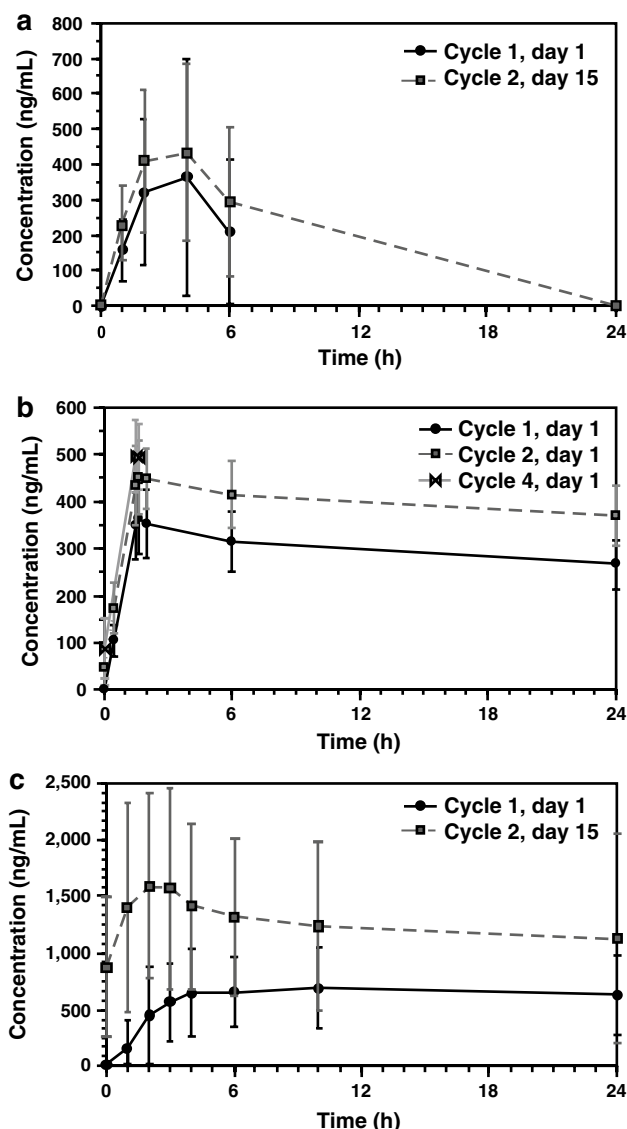 a
800
700
600
500
400
300
200
100
0
Concentration (ng/mL)
Cycle 1, day 1
Cycle 2, day 15
0 6 12 18 24
Time (h)
b
600
500
400
300
200
100
0
Concentration (ng/mL)
Cycle 1, day 1
Cycle 2, day 1
Cycle 4, day 1
0 6 12 18 24
Time (h)
c
2,500
2,000
1,500
1,000
500
0
Concentration (ng/mL)
Cycle 1, day 1
Cycle 2, day 15
0 6 12 18 24
Time (h)